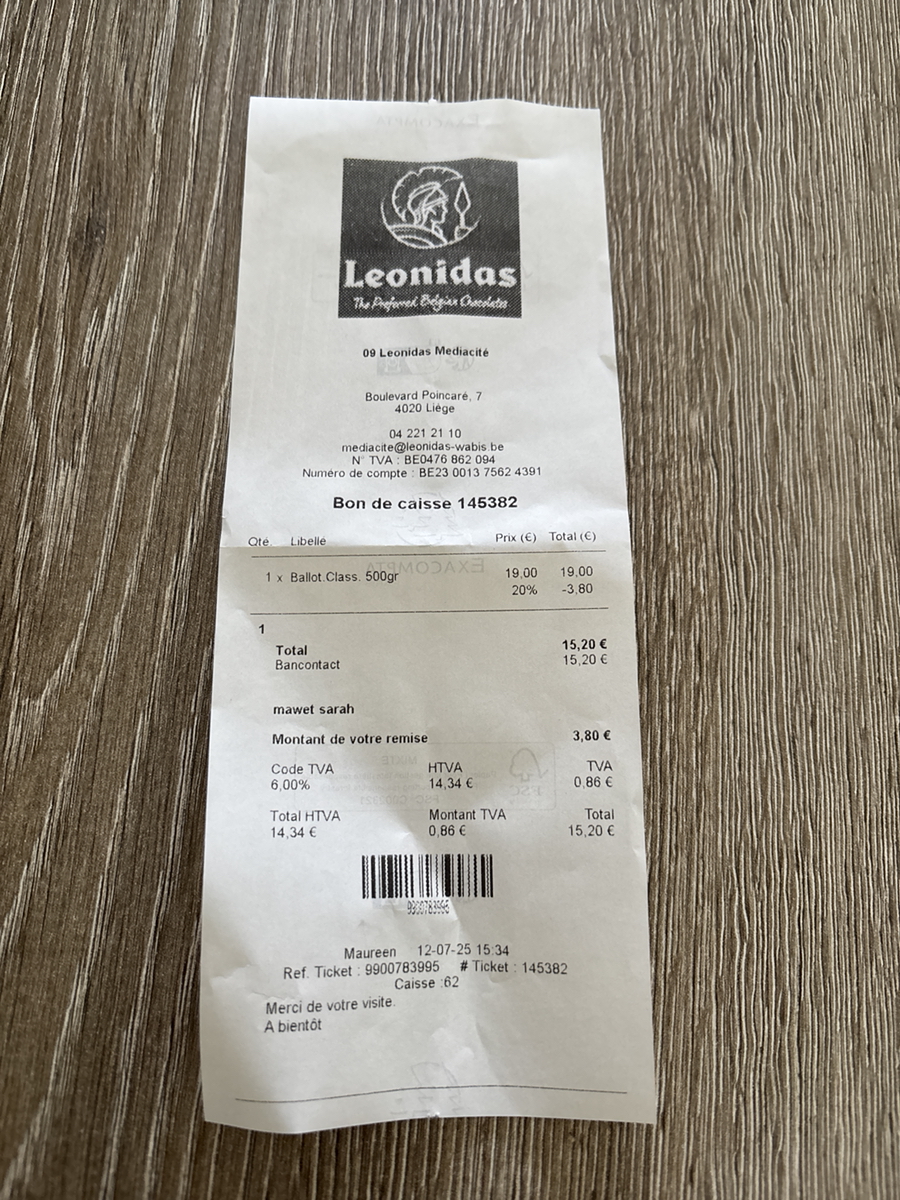 Leonidas
The Preferred Belgian Chocolates
09 Leonidas Mediacité
Boulevard Poincaré, 7
4020 Liège
04 221 21 10
mediacite@leonidas-wabis.be
N° TVA : BE0476 862 094
Numéro de compte : BE23 0013 7562 4391
Bon de caisse 145382
Qté. Libellé Prix (€) Total (€)
1 x Ballot.Class. 500gr 19,00 19,00
20% -3,80
1
Total 15,20 €
Bancontact 15,20 €
mawet sarah
Montant de votre remise 3,80 €
Code TVA HTVA TVA
6,00% 14,34 € 0,86 €
Total HTVA Montant TVA Total
14,34 € 0,86 € 15,20 €
9900783995
Maureen 12-07-25 15:34
Ref. Ticket : 9900783995 # Ticket : 145382
Caisse :62
Merci de votre visite.
A bientôt